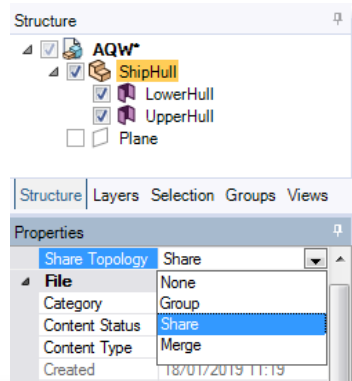 Structure
AQW*
ShipHull
LowerHull
UpperHull
Plane
Structure Layers Selection Groups Views
Properties
Share Topology Share
File None
Category Group
Content Status Share
Content Type Merge
Created 18/01/2019 11:19